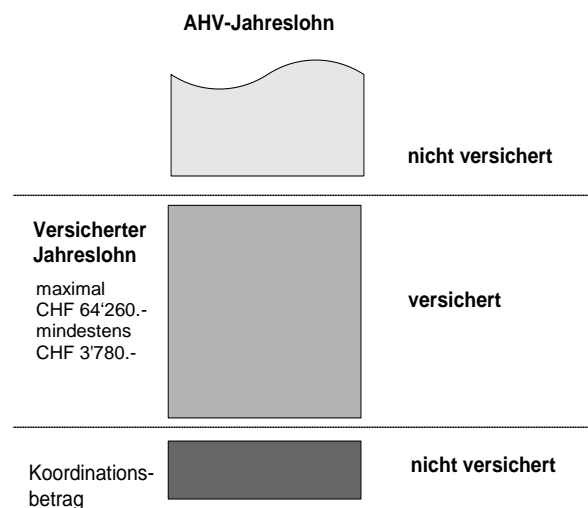 AHV-Jahreslohn
nicht versichert
Versicherter
Jahreslohn
maximal
CHF 64‘260.-
mindestens
CHF 3'780.-
versichert
Koordinations-
betrag
nicht versichert